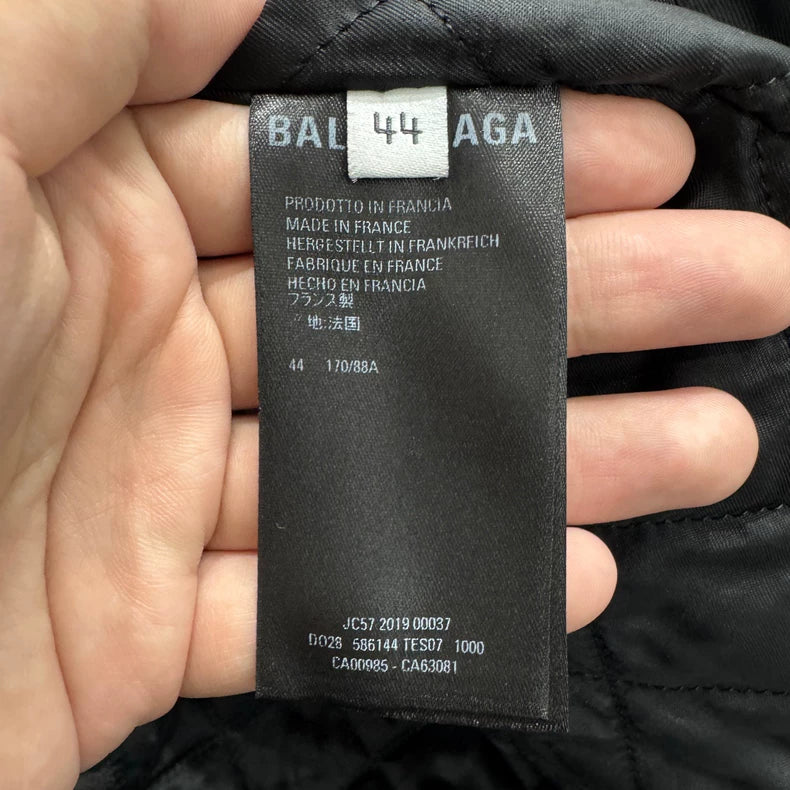 BAL 44 AGA
PRODOTTO IN FRANCIA
MADE IN FRANCE
HERGESTELLT IN FRANKREICH
FABRIQUE EN FRANCE
HECHO EN FRANCIA
フランス製
地:法国
44 170/88A
JC57 2019 00037
D028 586144 TES07 1000
CA00985 - CA63081